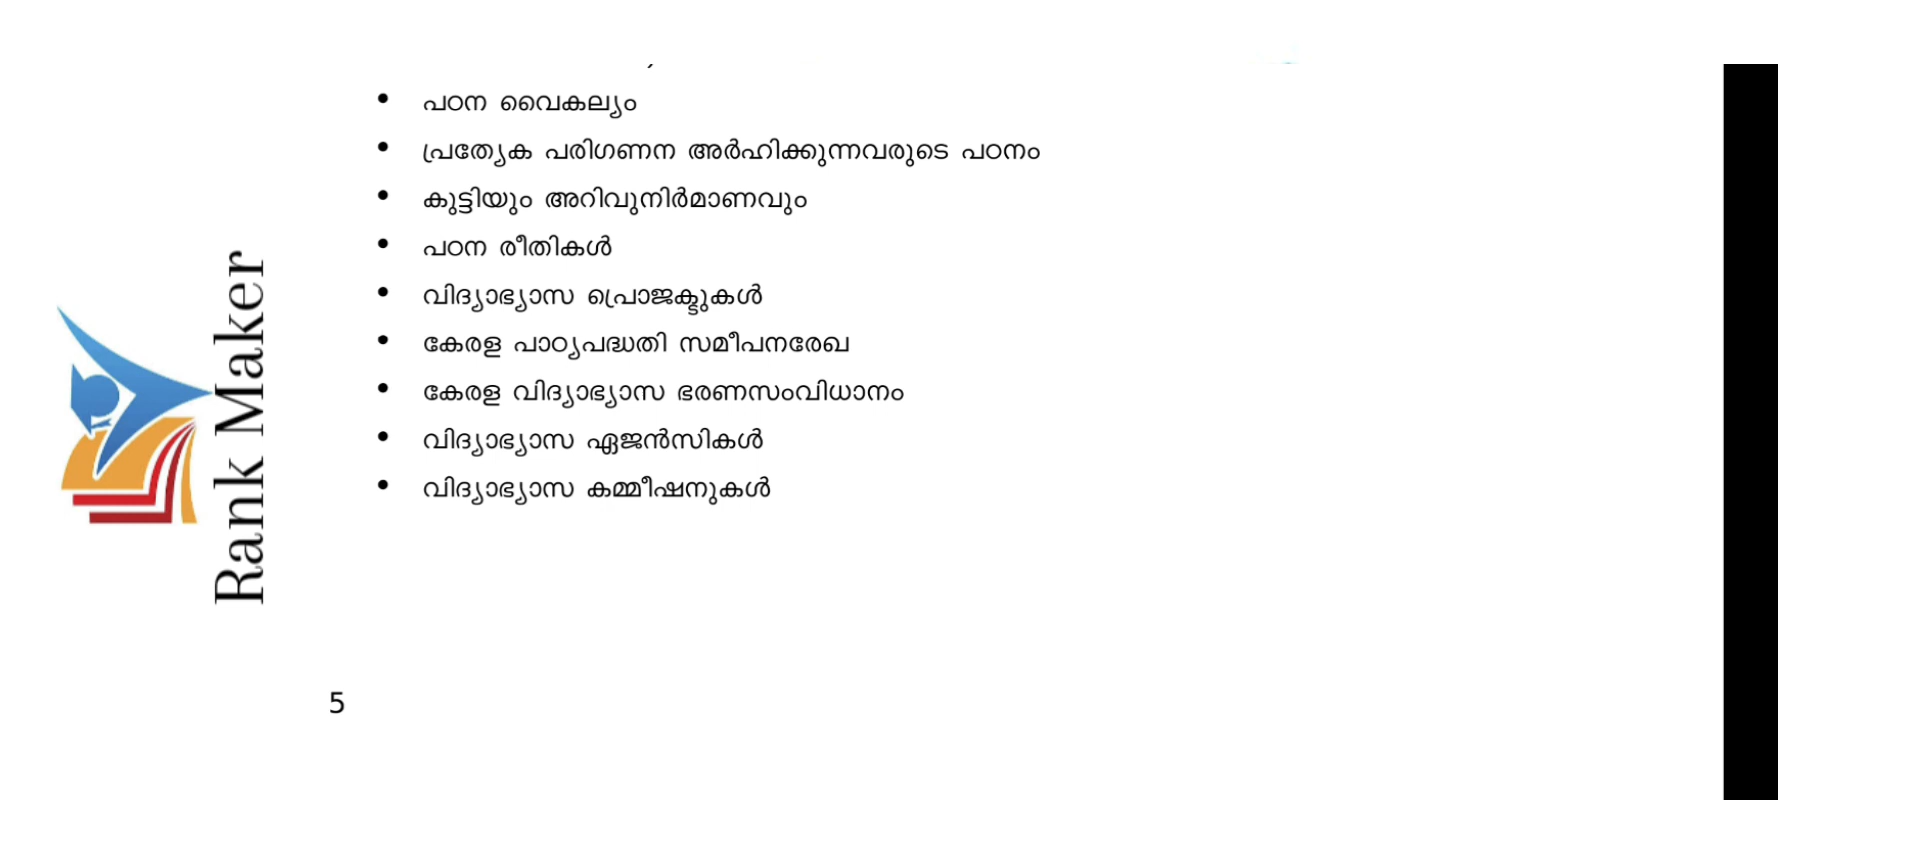 • പഠന വൈകല്യം
• പ്രത്യേക പരിഗണന അർഹിക്കുന്നവരുടെ പഠനം
• കുട്ടിയും അറിവുനിർമാണവും
• പഠന രീതികൾ
• വിദ്യാഭ്യാസ പ്രൊജക്ടുകൾ
• കേരള പാഠ്യപദ്ധതി സമീപനരേഖ
• കേരള വിദ്യാഭ്യാസ ഭരണസംവിധാനം
• വിദ്യാഭ്യാസ ഏജൻസികൾ
• വിദ്യാഭ്യാസ കമ്മീഷനുകൾ
Rank Maker
5